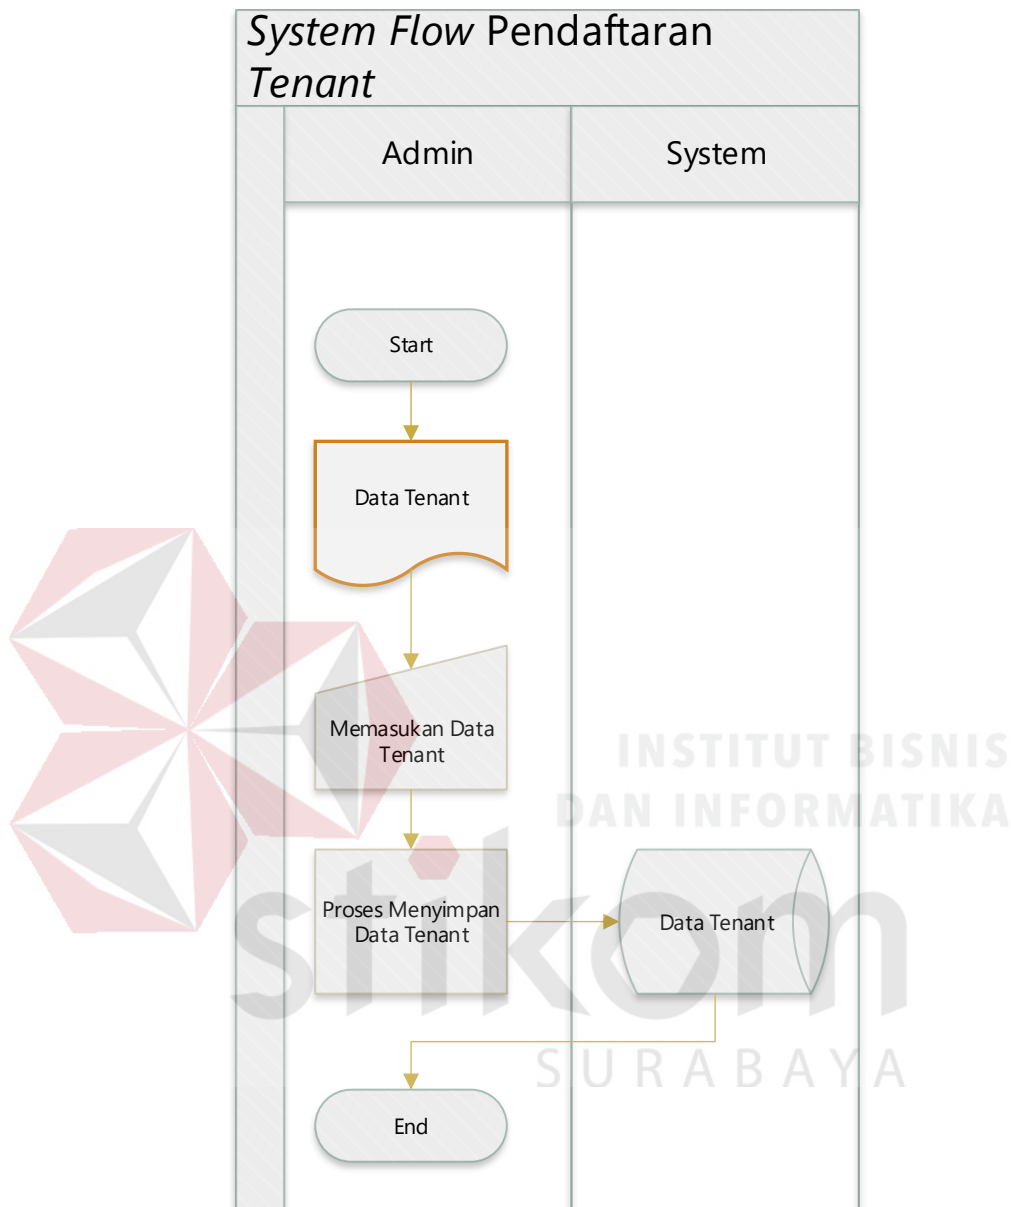 System Flow Pendaftaran
Tenant
Admin
System
Start
Data Tenant
Memasukan Data
Tenant
INSTITUT BISNIS
DAN INFORMATIKA
Proses Menyimpan
Data Tenant
Data Tenant
stikom
SURABAYA
End